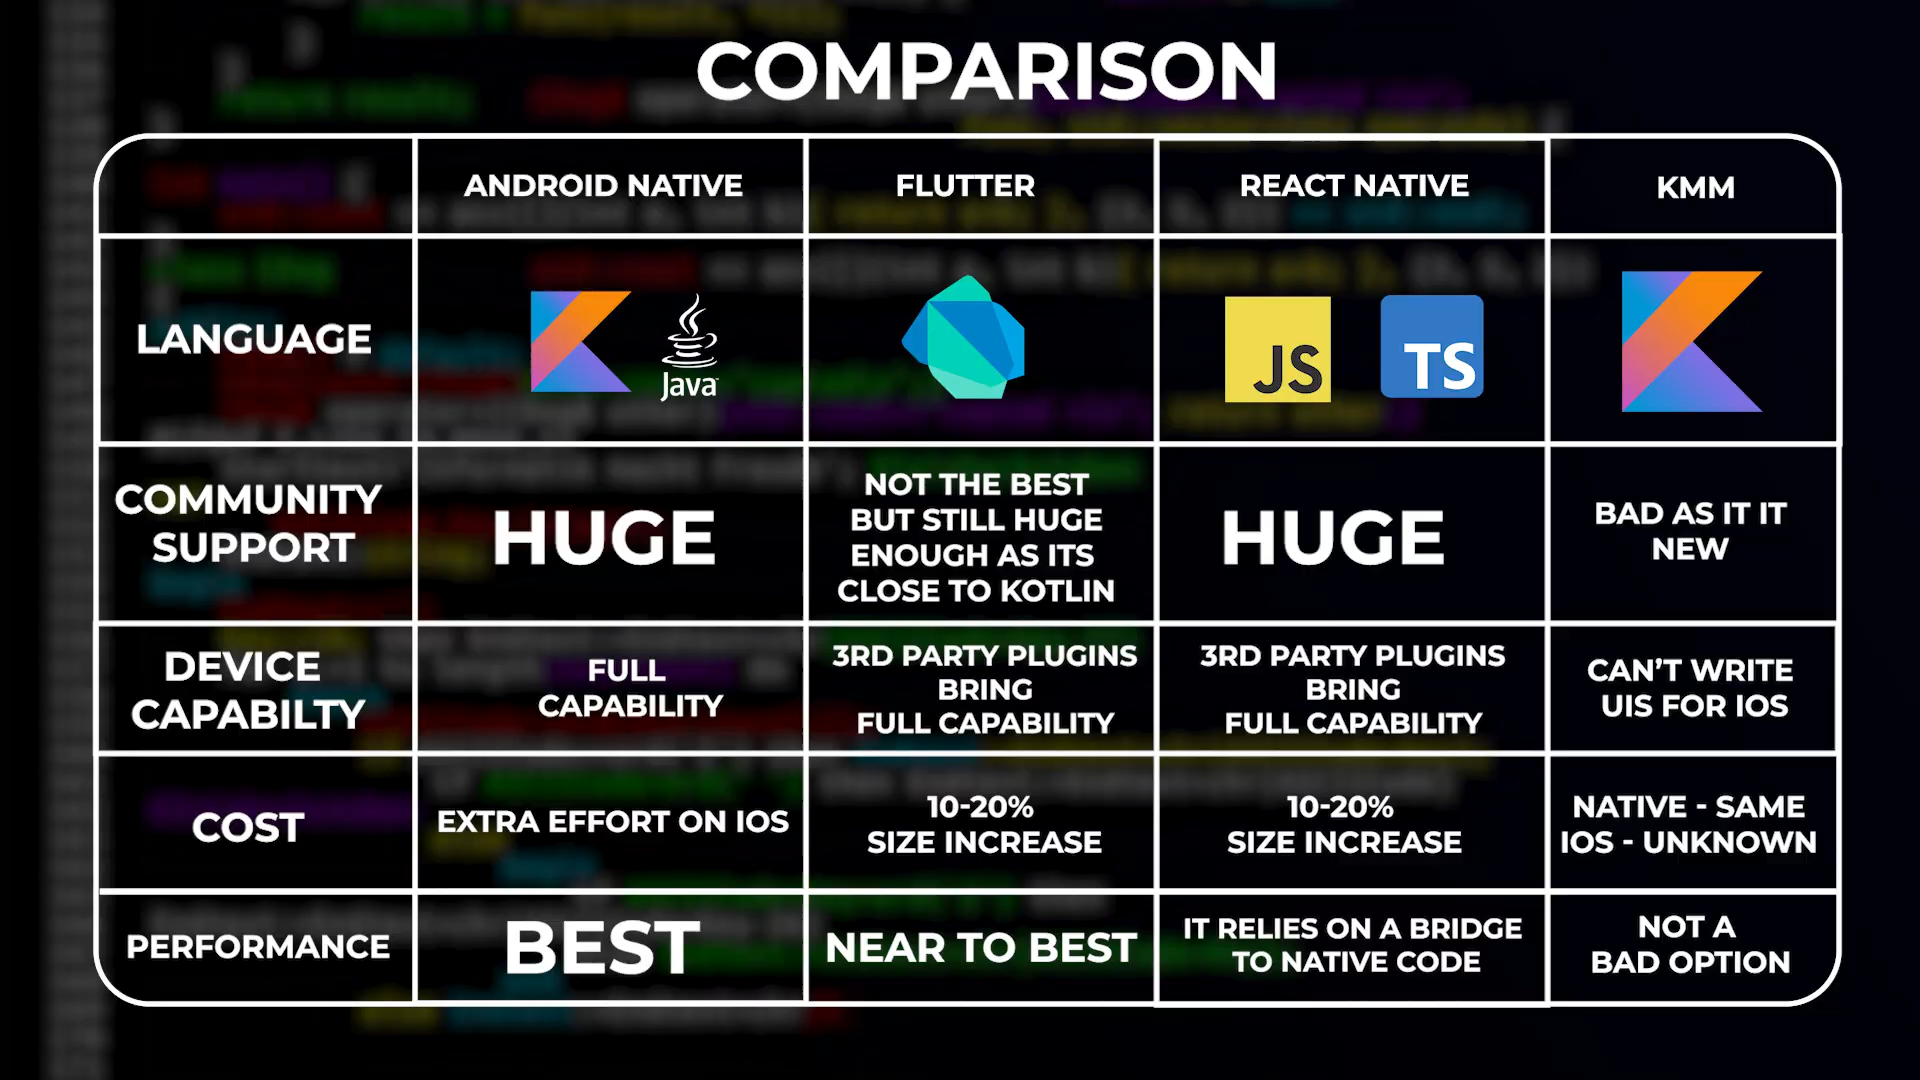 COMPARISON
ANDROID NATIVE
FLUTTER
REACT NATIVE
KMM
LANGUAGE
Java
JS
TS
COMMUNITY
SUPPORT
HUGE
NOT THE BEST
BUT STILL HUGE
ENOUGH AS ITS
CLOSE TO KOTLIN
HUGE
BAD AS IT IT
NEW
DEVICE
CAPABILTY
FULL
CAPABILITY
3RD PARTY PLUGINS
BRING
FULL CAPABILITY
3RD PARTY PLUGINS
BRING
FULL CAPABILITY
CAN'T WRITE
UIS FOR IOS
COST
EXTRA EFFORT ON IOS
10-20%
SIZE INCREASE
10-20%
SIZE INCREASE
NATIVE - SAME
IOS - UNKNOWN
PERFORMANCE
BEST
NEAR TO BEST
IT RELIES ON A BRIDGE
TO NATIVE CODE
NOT A
BAD OPTION